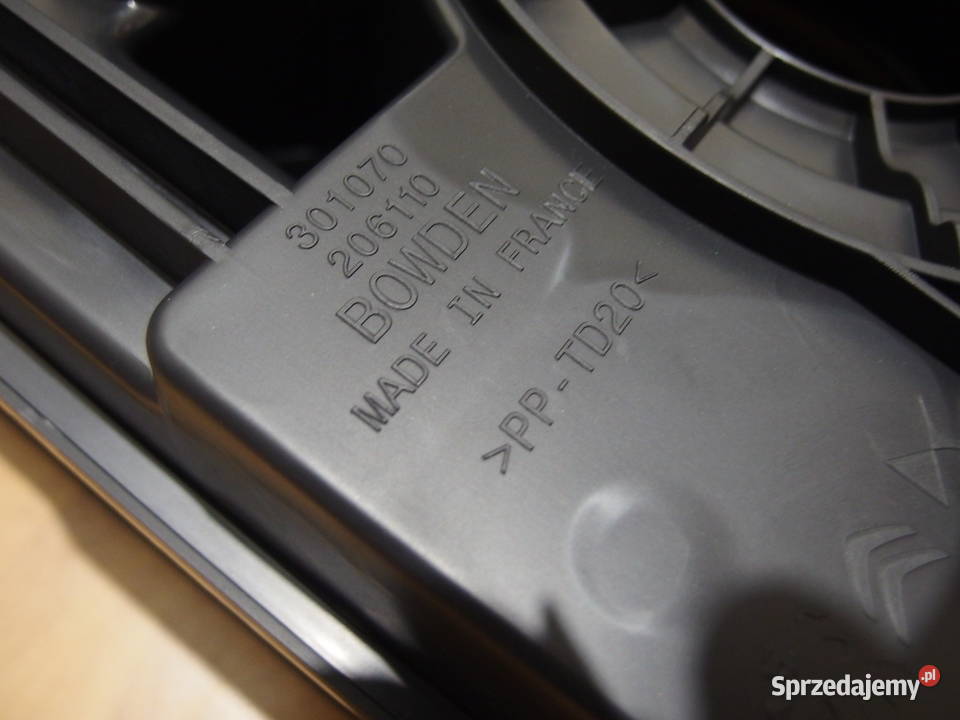 301070
206110
BOWDEN
MADE IN FRANCE
>PP-TD20<
Sprzedajemy.pl